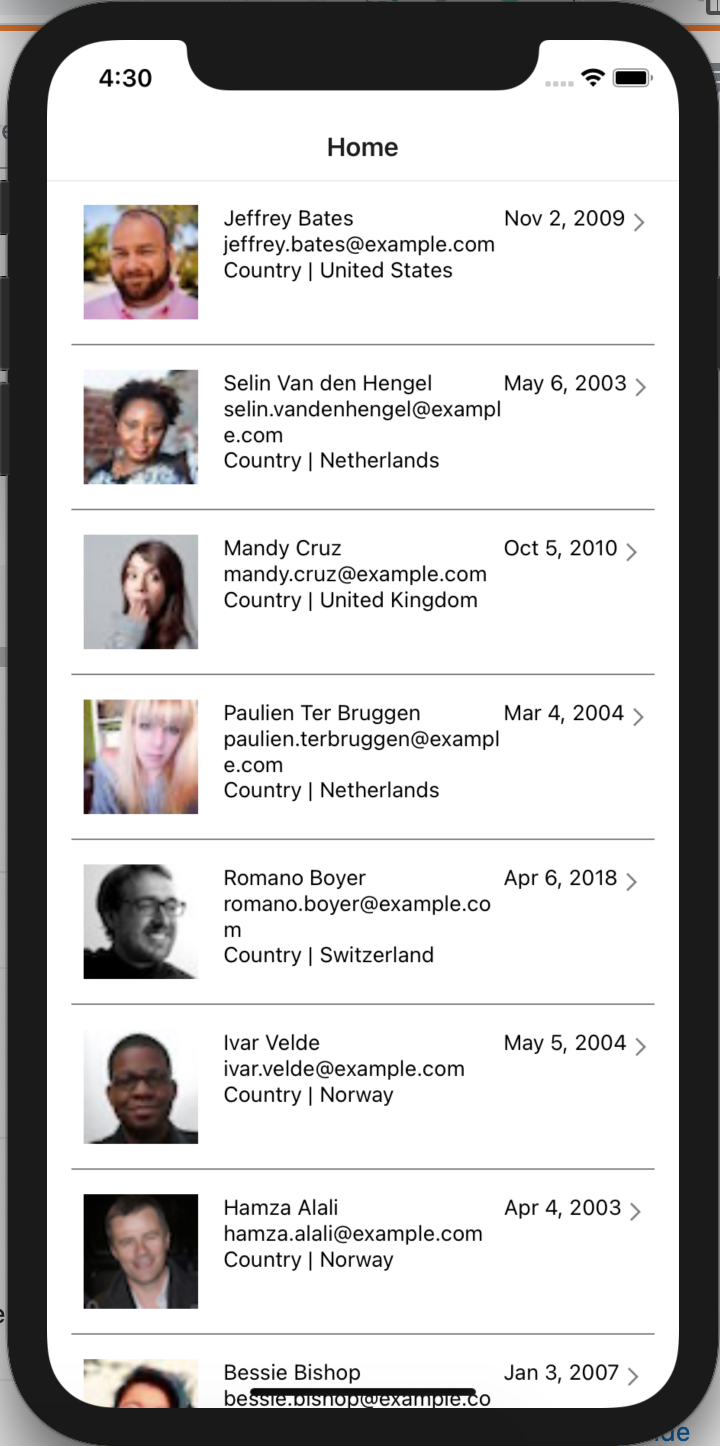 4:30
Home
Jeffrey Bates
Nov 2, 2009
jeffrey.bates@example.com
Country | United States
Selin Van den Hengel
May 6, 2003
selin.vandenhengel@exampl
e.com
Country | Netherlands
Mandy Cruz
Oct 5, 2010
mandy.cruz@example.com
Country | United Kingdom
Paulien Ter Bruggen
Mar 4, 2004
paulien.terbruggen@exampl
e.com
Country | Netherlands
Romano Boyer
Apr 6, 2018
romano.boyer@example.co
m
Country | Switzerland
Ivar Velde
May 5, 2004
ivar.velde@example.com
Country | Norway
Hamza Alali
Apr 4, 2003
hamza.alali@example.com
Country | Norway
Bessie Bishop
Jan 3, 2007
bessie.bishop@example.co